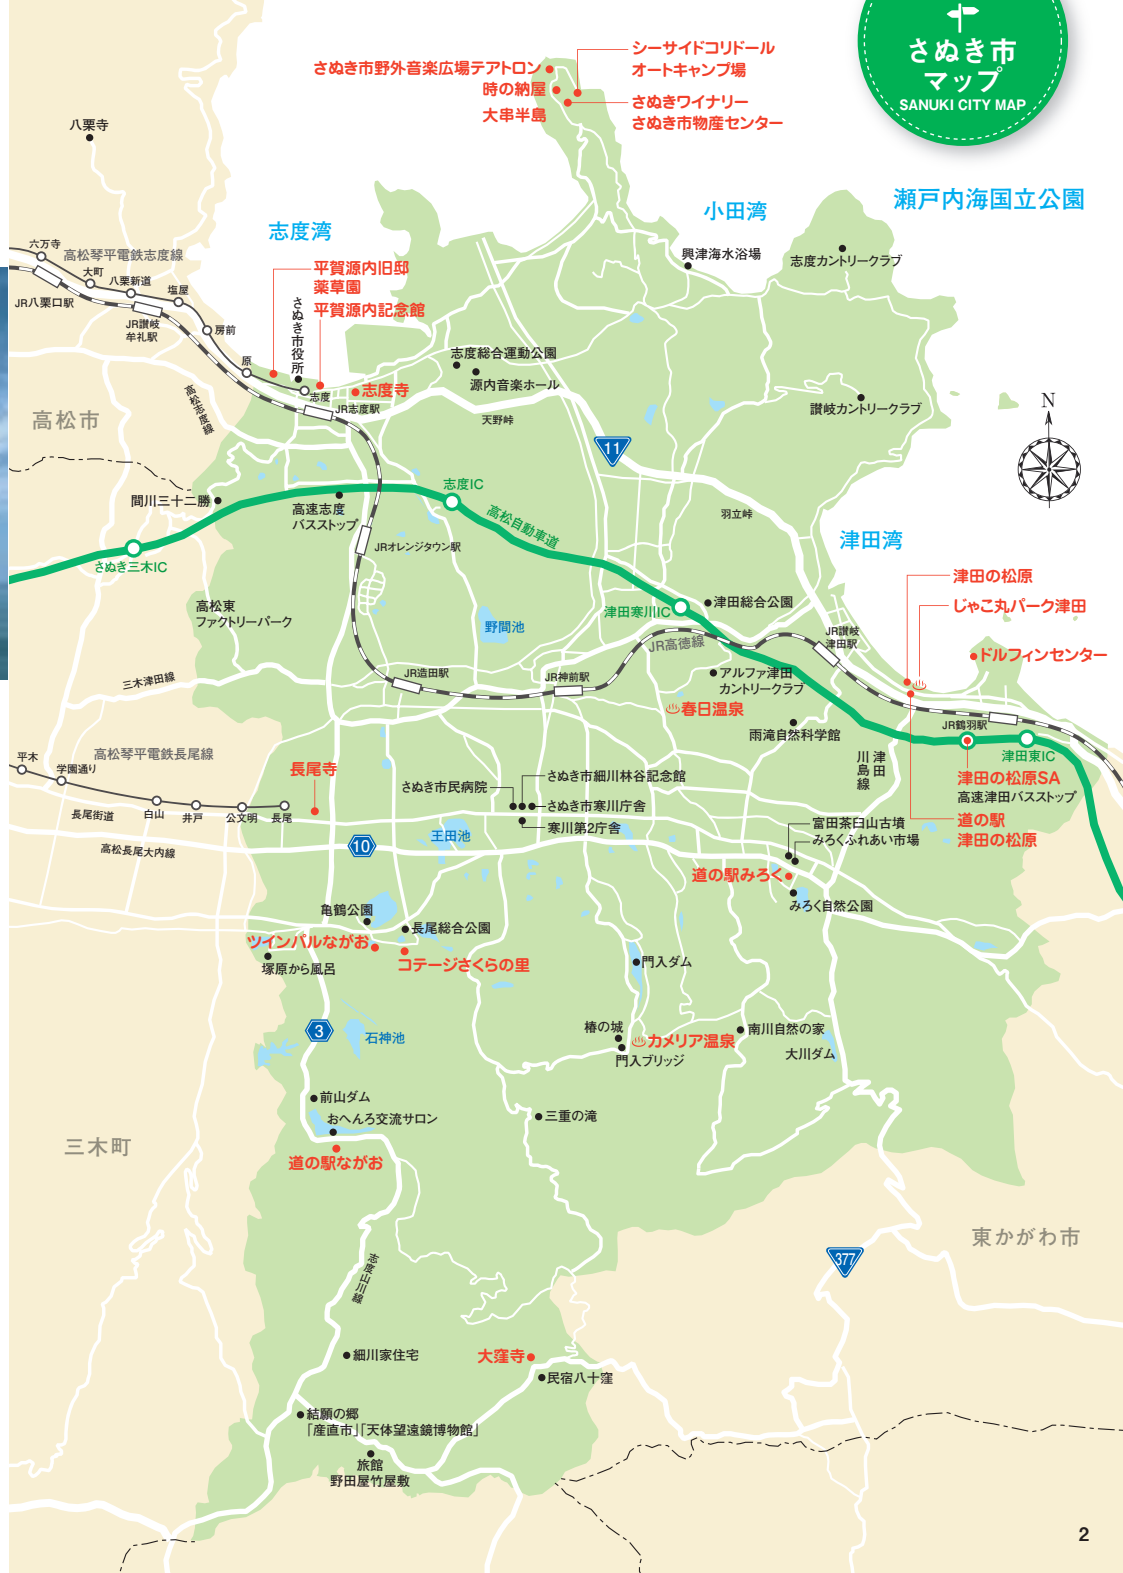 さぬき市
マップ
SANUKI CITY MAP
シーサイドコリドール
オートキャンプ場
さぬき市野外音楽広場テアトロン
時の納屋
大串半島
さぬきワイナリー
さぬき市物産センター
八栗寺
瀬戸内海国立公園
小田湾
志度湾
六万寺
高松琴平電鉄志度線
大町
八栗新道
塩屋
JR八栗口駅
JR讃岐
牟礼駅
房前
原
平賀源内旧邸
薬草園
平賀源内記念館
さぬき市役所
興津海水浴場
志度カントリークラブ
志度総合運動公園
源内音楽ホール
志度
志度寺
JR志度駅
天野峠
讃岐カントリークラブ
高松志度線
高松市
N
11
間川三十二勝
高速志度
バスストップ
志度IC
高松自動車道
羽立峠
さぬき三木IC
JRオレンジタウン駅
津田湾
津田の松原
じゃこ丸パーク津田
高松東
ファクトリーパーク
野間池
津田寒川IC
津田総合公園
JR高徳線
JR讃岐
津田駅
ドルフィンセンター
三木津田線
JR造田駅
JR神前駅
アルファ津田
カントリークラブ
春日温泉
雨滝自然科学館
JR鶴羽駅
津田東IC
津田
川島線
津田の松原SA
高速津田バスストップ
道の駅
津田の松原
平木
学園通り
高松琴平電鉄長尾線
長尾寺
白山
井戸
公文明
長尾
長尾街道
高松長尾大内線
さぬき市民病院
さぬき市細川林谷記念館
さぬき市寒川庁舎
寒川第2庁舎
10
王田池
富田茶臼山古墳
みろくふれあい市場
道の駅みろく
みろく自然公園
亀鶴公園
長尾総合公園
ツインパルながお
コテージさくらの里
塚原から風呂
門入ダム
3
石神池
椿の城
カメリア温泉
門入ブリッジ
南川自然の家
大川ダム
前山ダム
おへんろ交流サロン
三重の滝
三木町
道の駅ながお
東かがわ市
377
志度山川線
細川家住宅
大窪寺
民宿八十窪
結願の郷
「産直市」「天体望遠鏡博物館」
旅館
野田屋竹屋敷
2